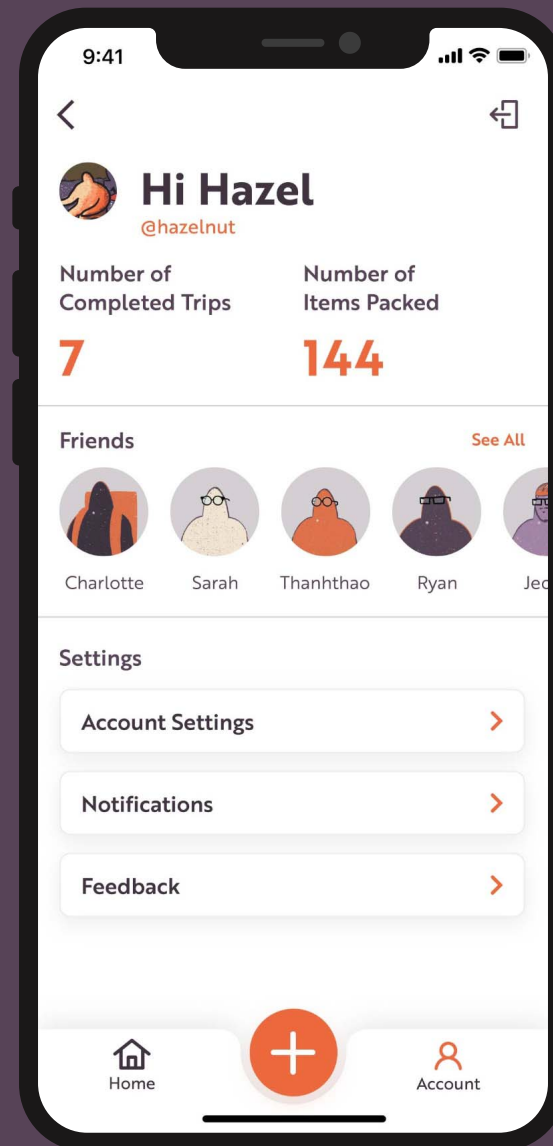 9:41
Hi Hazel
@hazelnut
Number of
Completed Trips
7
Number of
Items Packed
144
Friends
See All
Charlotte
Sarah
Thanhthao
Ryan
Settings
Account Settings
Notifications
Feedback
Home
Account